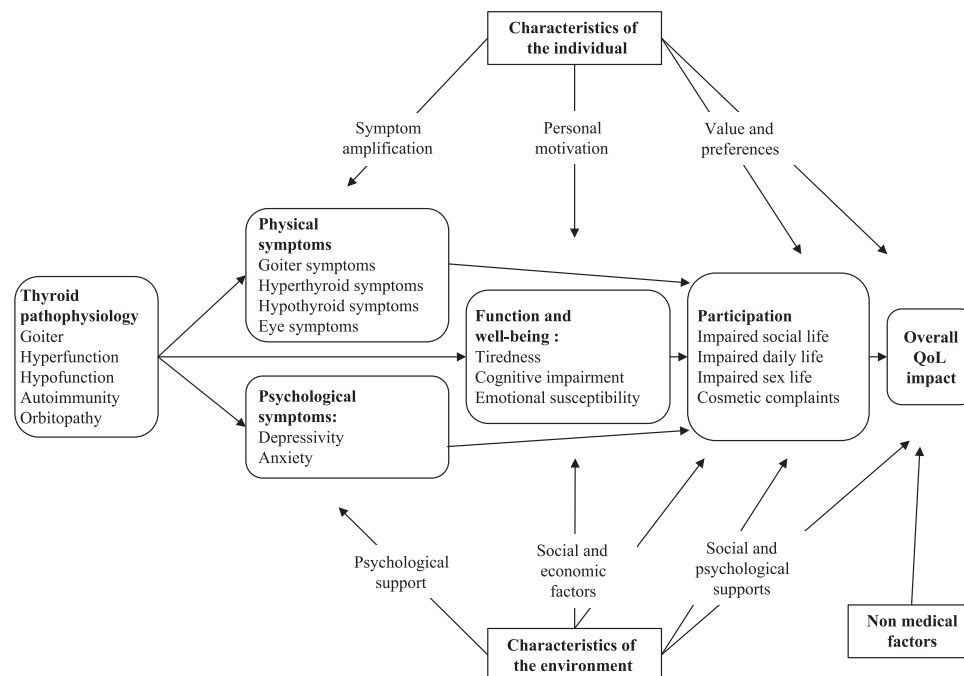 Characteristics of
the individual
Symptom
amplification
Personal
motivation
Value and
preferences
Physical
symptoms
Goiter symptoms
Hyperthyroid symptoms
Hypothyroid symptoms
Eye symptoms
Thyroid
pathophysiology
Goiter
Hyperfunction
Hypofunction
Autoimmunity
Orbitopathy
Function and
well-being :
Tiredness
Cognitive impairment
Emotional susceptibility
Participation
Impaired social life
Impaired daily life
Impaired sex life
Cosmetic complaints
Overall
QoL
impact
Psychological
symptoms:
Depressivity
Anxiety
Psychological
support
Social and
economic
factors
Social and
psychological
supports
Non medical
factors
Characteristics of
the environment